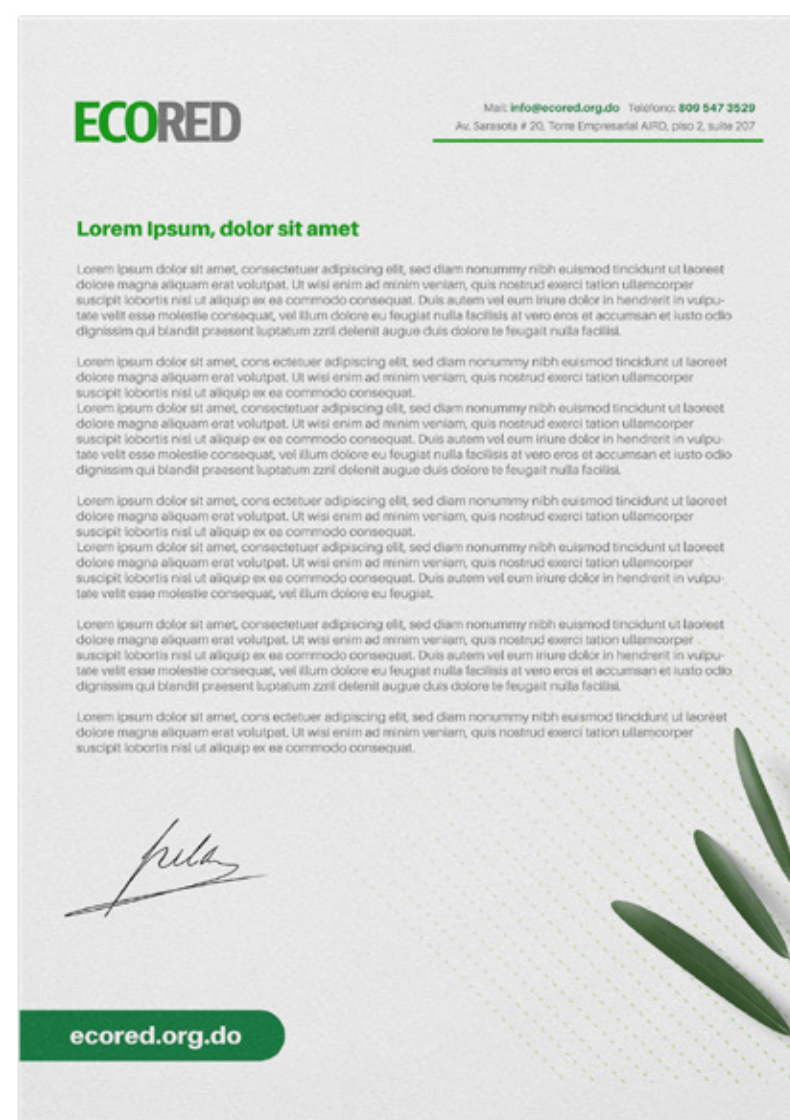 ECORED
Mail: info@ecored.org.do Teléfono: 809 547 3529
Av. Sarasota # 20, Torre Empresarial AIRD, piso 2, suite 207
Lorem Ipsum, dolor sit amet
Lorem ipsum dolor sit amet, consectetuer adipiscing elit, sed diam nonummy nibh euismod tincidunt ut laoreet
dolore magna aliquam erat volutpat. Ut wisi enim ad minim veniam, quis nostrud exerci tation ullamcorper
suscipit lobortis nisl ut aliquip ex ea commodo consequat. Duis autem vel eum iriure dolor in hendrerit in vulpu-
tate velit esse molestie consequat, vel illum dolore eu feugiat nulla facilisis at vero eros et accumsan et iusto odio
dignissim qui blandit praesent luptatum zzril delenit augue duis dolore te feugait nulla facilisi.
Lorem ipsum dolor sit amet, cons ectetuer adipiscing elit, sed diam nonummy nibh euismod tincidunt ut laoreet
dolore magna aliquam erat volutpat. Ut wisi enim ad minim veniam, quis nostrud exerci tation ullamcorper
suscipit lobortis nisl ut aliquip ex ea commodo consequat.
Lorem ipsum dolor sit amet, consectetuer adipiscing elit, sed diam nonummy nibh euismod tincidunt ut laoreet
dolore magna aliquam erat volutpat. Ut wisi enim ad minim veniam, quis nostrud exerci tation ullamcorper
suscipit lobortis nisl ut aliquip ex ea commodo consequat. Duis autem vel eum iriure dolor in hendrerit in vulpu-
tate velit esse molestie consequat, vel illum dolore eu feugiat nulla facilisis at vero eros et accumsan et iusto odio
dignissim qui blandit praesent luptatum zzril delenit augue duis dolore te feugait nulla facilisi.
Lorem ipsum dolor sit amet, cons ectetuer adipiscing elit, sed diam nonummy nibh euismod tincidunt ut laoreet
dolore magna aliquam erat volutpat. Ut wisi enim ad minim veniam, quis nostrud exerci tation ullamcorper
suscipit lobortis nisl ut aliquip ex ea commodo consequat.
Lorem ipsum dolor sit amet, consectetuer adipiscing elit, sed diam nonummy nibh euismod tincidunt ut laoreet
dolore magna aliquam erat volutpat. Ut wisi enim ad minim veniam, quis nostrud exerci tation ullamcorper
suscipit lobortis nisl ut aliquip ex ea commodo consequat. Duis autem vel eum iriure dolor in hendrerit in vulpu-
tate velit esse molestie consequat, vel illum dolore eu feugiat.
Lorem ipsum dolor sit amet, cons ectetuer adipiscing elit, sed diam nonummy nibh euismod tincidunt ut laoreet
dolore magna aliquam erat volutpat. Ut wisi enim ad minim veniam, quis nostrud exerci tation ullamcorper
suscipit lobortis nisl ut aliquip ex ea commodo consequat. Duis autem vel eum iriure dolor in hendrerit in vulpu-
tate velit esse molestie consequat, vel illum dolore eu feugiat nulla facilisis at vero eros et accumsan et iusto odio
dignissim qui blandit praesent luptatum zzril delenit augue duis dolore te feugait nulla facilisi.
Lorem ipsum dolor sit amet, cons ectetuer adipiscing elit, sed diam nonummy nibh euismod tincidunt ut laoreet
dolore magna aliquam erat volutpat. Ut wisi enim ad minim veniam, quis nostrud exerci tation ullamcorper
suscipit lobortis nisl ut aliquip ex ea commodo consequat.
ecored.org.do